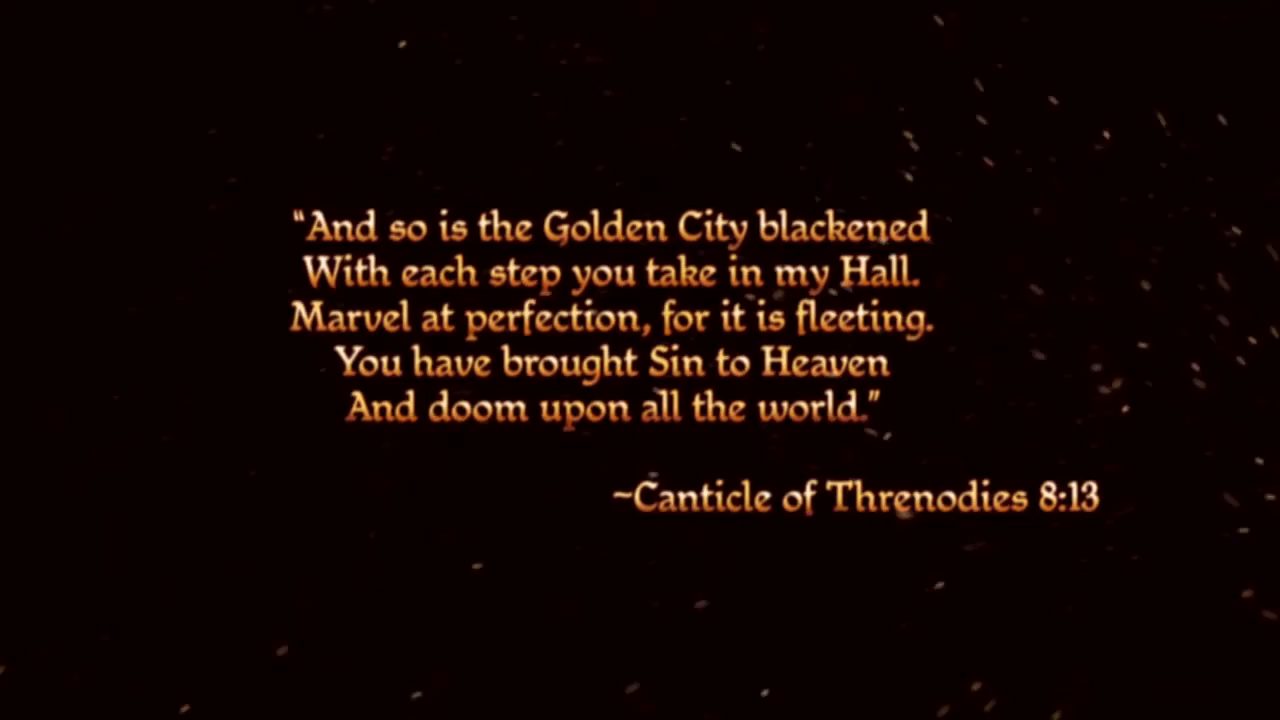 “And so is the Golden City blackened
With each step you take in my Hall.
Marvel at perfection, for it is fleeting.
You have brought Sin to Heaven
And doom upon all the world.”
~Canticle of Threnodies 8:13